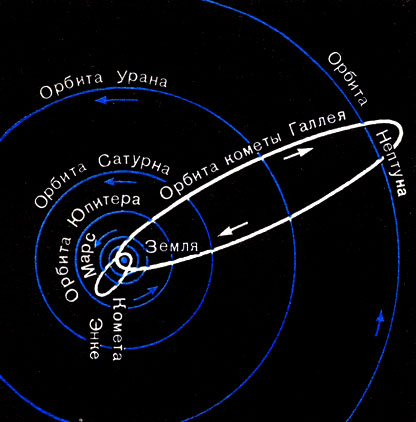 Орбита
Нептуна
Орбита Урана
Орбита кометы Галлея
Орбита Сатурна
Орбита Юпитера
Марс
Земля
Комета
Энке